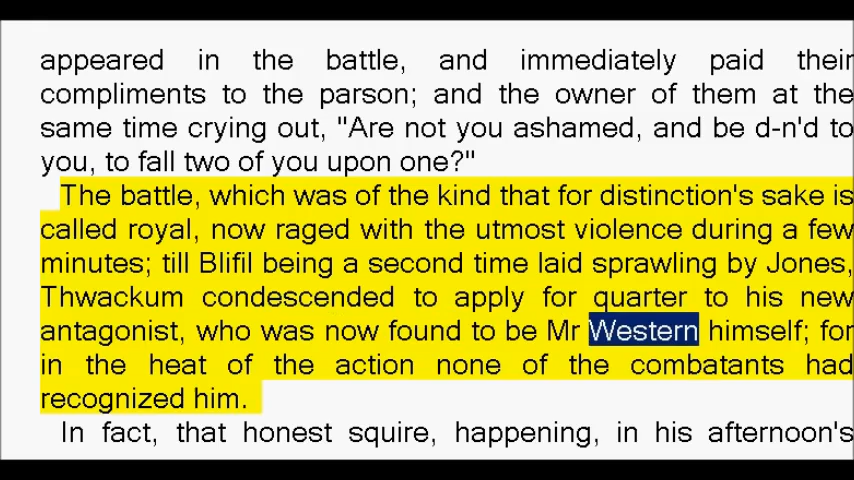 appeared in the battle, and immediately paid their
compliments to the parson; and the owner of them at the
same time crying out, "Are not you ashamed, and be d-n'd to
you, to fall two of you upon one?"
The battle, which was of the kind that for distinction's sake is
called royal, now raged with the utmost violence during a few
minutes; till Blifil being a second time laid sprawling by Jones,
Thwackum condescended to apply for quarter to his new
antagonist, who was now found to be Mr Western himself; for
in the heat of the action none of the combatants had
recognized him.
In fact, that honest squire, happening, in his afternoon's